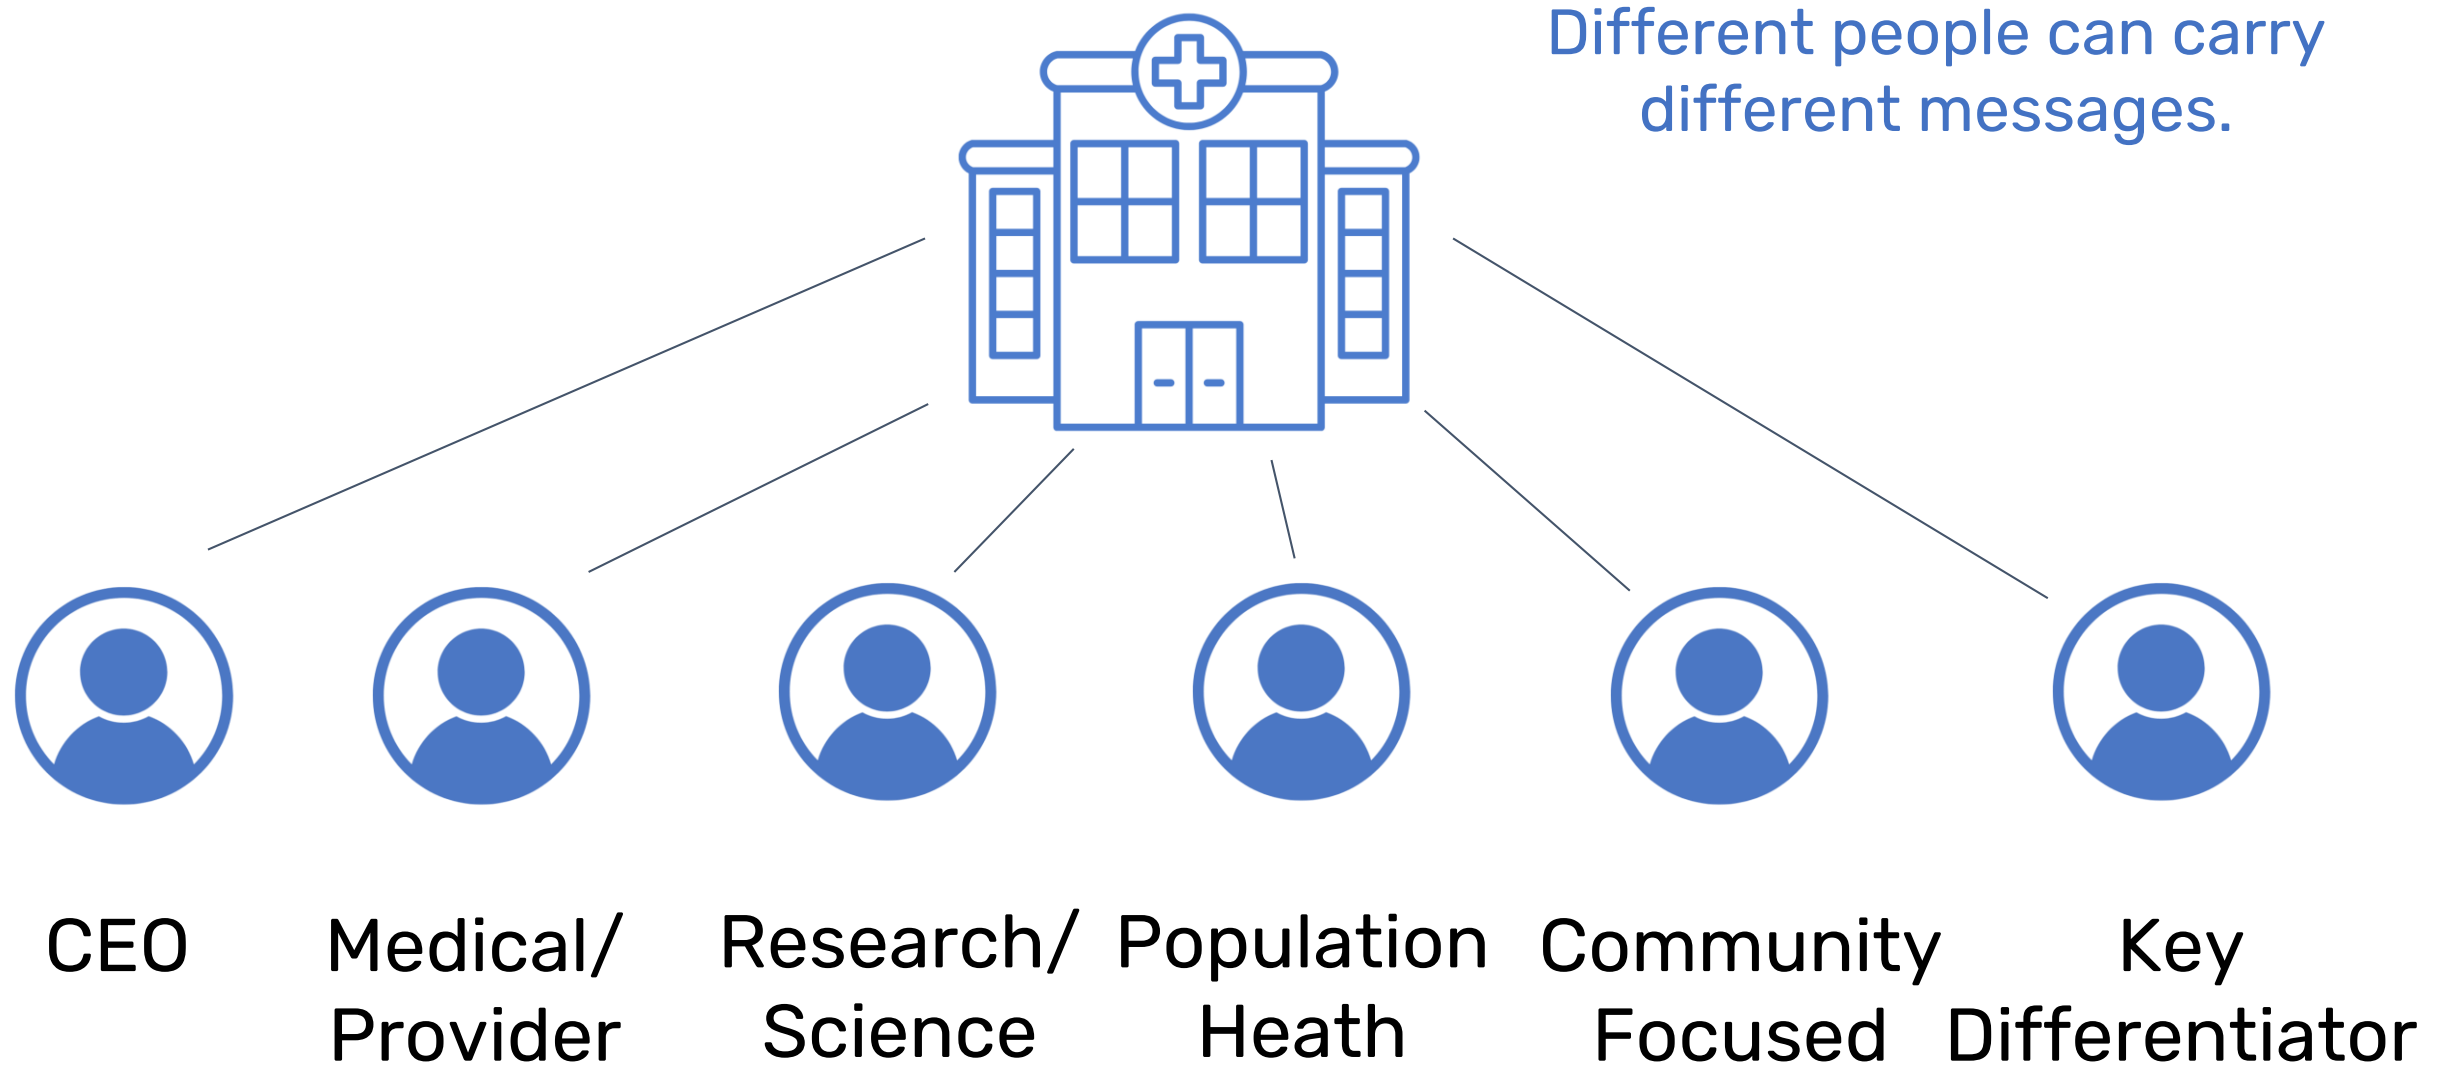 Different people can carry
different messages.
CEO
Medical/
Provider
Research/
Science
Population
Heath
Community
Focused
Key
Differentiator